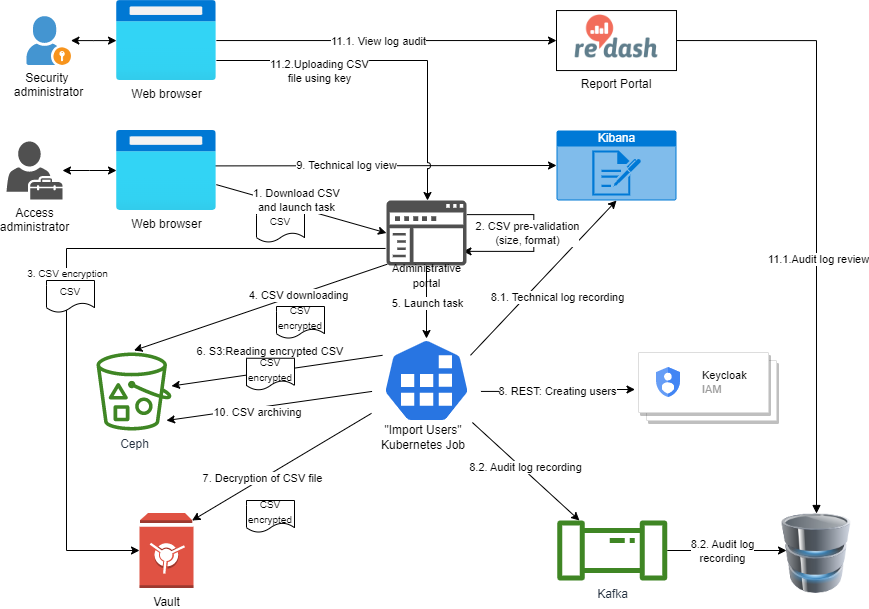 11.1. View log audit
re dash
Report Portal
Security
administrator
Web browser
11.2.Uploading CSV
file using key
Kibana
9. Technical log view
Access
administrator
Web browser
1. Download CSV
and launch task
CSV
2. CSV pre-validation
(size, format)
Administrative
portal
11.1.Audit log review
3. CSV encryption
CSV
4. CSV downloading
CSV
encrypted
5. Launch task
8.1. Technical log recording
6. S3:Reading encrypted CSV
CSV
encrypted
Ceph
10. CSV archiving
8. REST: Creating users
Keycloak
IAM
"Import Users"
Kubernetes Job
7. Decryption of CSV file
CSV
encrypted
8.2. Audit log recording
Vault
Kafka
8.2. Audit log
recording